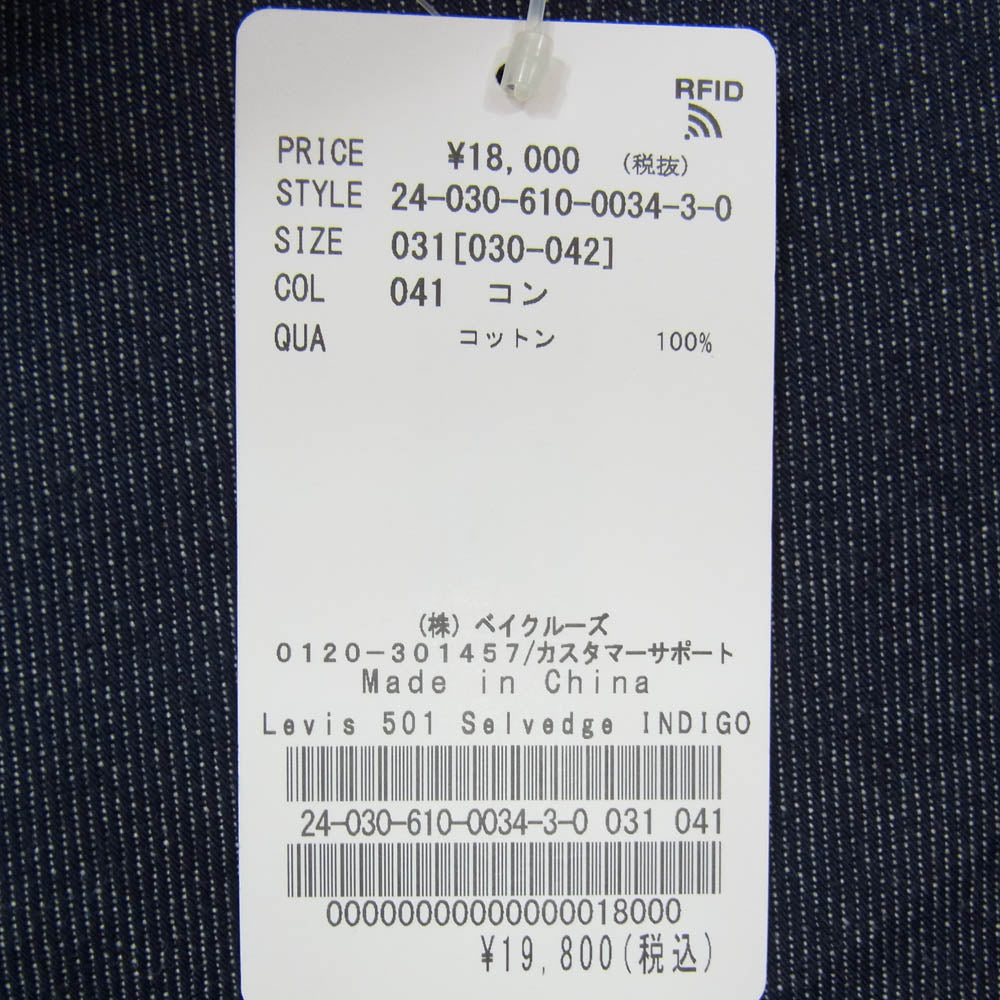 RFID
PRICE ¥18,000 (税抜)
STYLE 24-030-610-0034-3-0
SIZE 031[030-042]
COL 041 コン
QUA コットン 100%
(株)ベイクルーズ
0120-301457/カスタマーサポート
Made in China
Levis 501 Selvedge INDIGO
24-030-610-0034-3-0 031 041
00000000000000018000
¥19,800(税込)